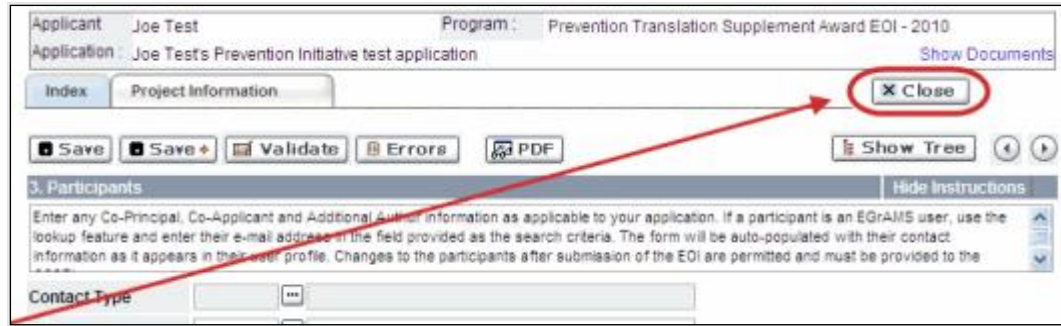 Applicant Joe Test Program : Prevention Translation Supplement Award EOI - 2010
Application : Joe Test's Prevention Initiative test application Show Documents
Index Project Information X Close
Save Save Validate Errors PDF Show Tree
3. Participants Hide Instructions
Enter any Co-Principal, Co-Applicant and Additional Author information as applicable to your application. If a participant is an EGrAMS user, use the
lookup feature and enter their e-mail address in the field provided as the search criteria. The form will be auto-populated with their contact
information as it appears in their user profile. Changes to the participants after submission of the EOI are permitted and must be provided to the
Contact Type ...